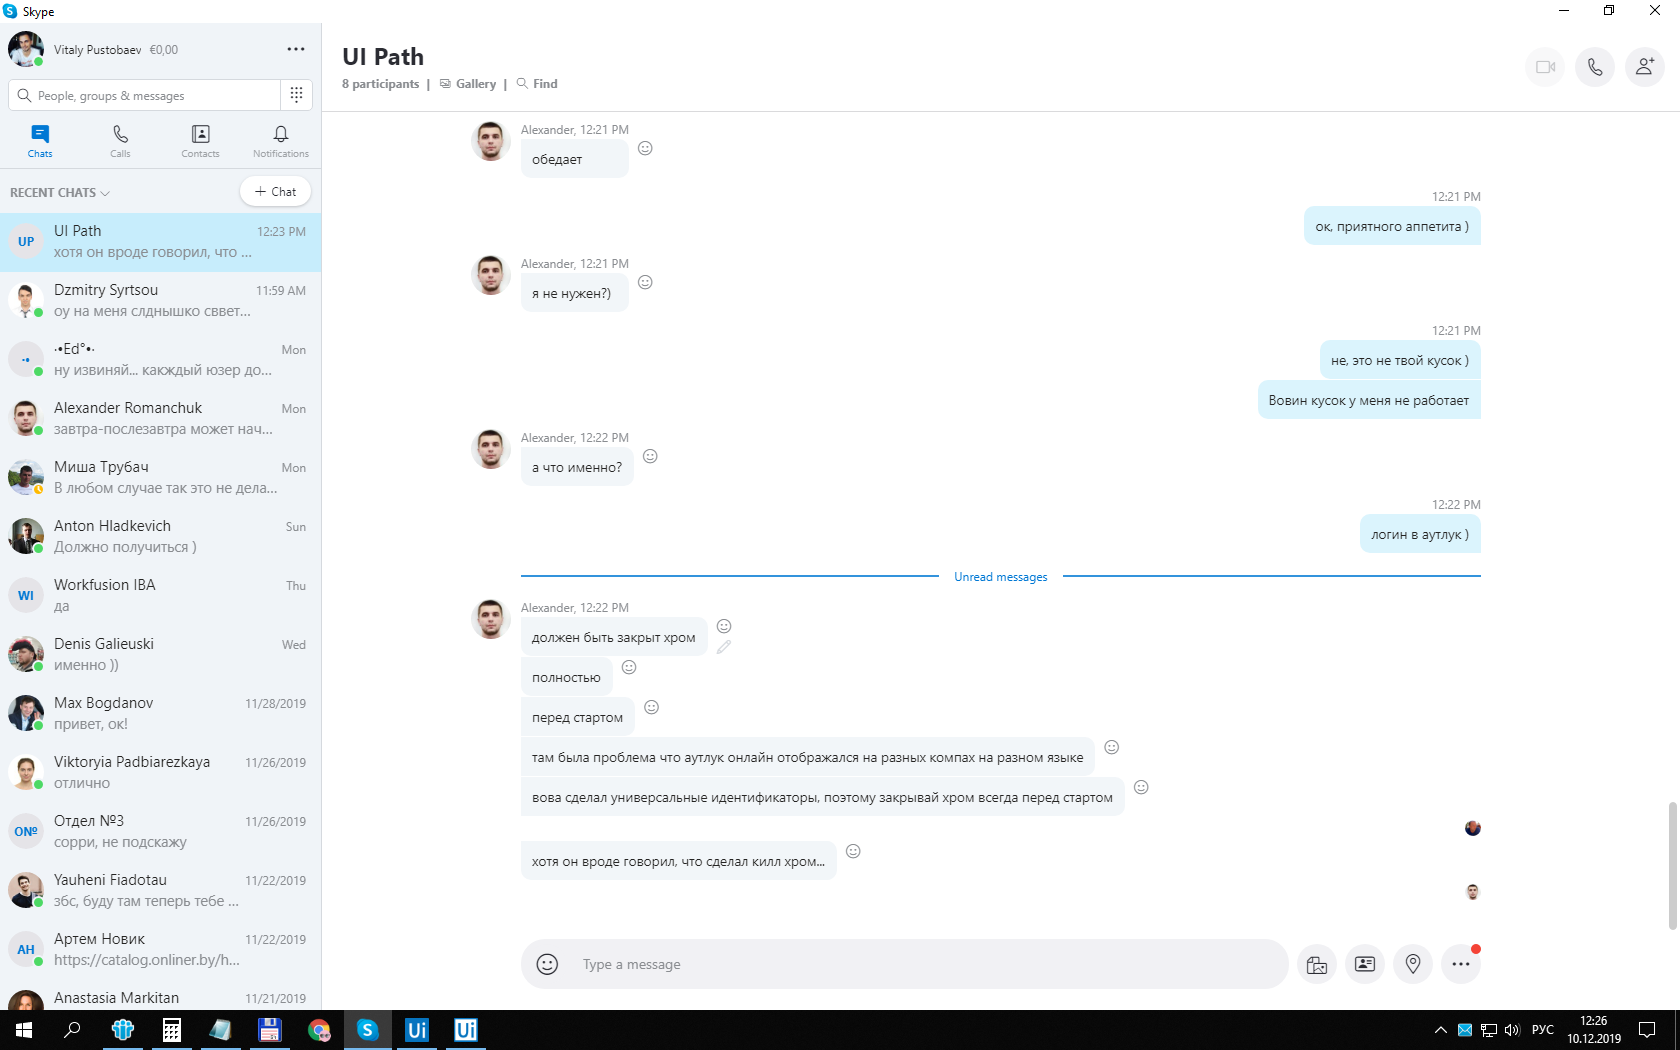 Skype
Vitaly Pustobaev €0,00
People, groups & messages
Chats
Calls
Contacts
Notifications
RECENT CHATS
+ Chat
UP
UI Path
12:23 PM
хотя он вроде говорил, что ...
Dzmitry Syrtsou
11:59 AM
оу на меня слднышко сввет...
·•Ed°•·
Mon
ну извиняй... какждый юзер до...
Alexander Romanchuk
Mon
завтра-послезавтра может нач...
Миша Трубач
Mon
В любом случае так это не дела...
Anton Hladkevich
Sun
Должно получиться )
WI
Workfusion IBA
Thu
да
Denis Galieuski
Wed
именно ))
Max Bogdanov
11/28/2019
привет, ок!
Viktoryia Padbiarezkaya
11/26/2019
отлично
ОN№
Отдел №3
11/26/2019
сорри, не подскажу
Yauheni Fiadotau
11/22/2019
збс, буду там теперь тебе ...
АН
Артем Новик
11/22/2019
https://catalog.onliner.by/h...
Anastasia Markitan
11/21/2019
UI Path
8 participants | Gallery | Find
Alexander, 12:21 PM
обедает
12:21 PM
ок, приятного аппетита )
Alexander, 12:21 PM
я не нужен?)
12:21 PM
не, это не твой кусок )
Вовин кусок у меня не работает
Alexander, 12:22 PM
а что именно?
12:22 PM
логин в аутлук )
Unread messages
Alexander, 12:22 PM
должен быть закрыт хром
полностью
перед стартом
там была проблема что аутлук онлайн отображался на разных компах на разном языке
вова сделал универсальные идентификаторы, поэтому закрывай хром всегда перед стартом
хотя он вроде говорил, что сделал килл хром...
Type a message
Ui
Ui
РУС
12:26
10.12.2019